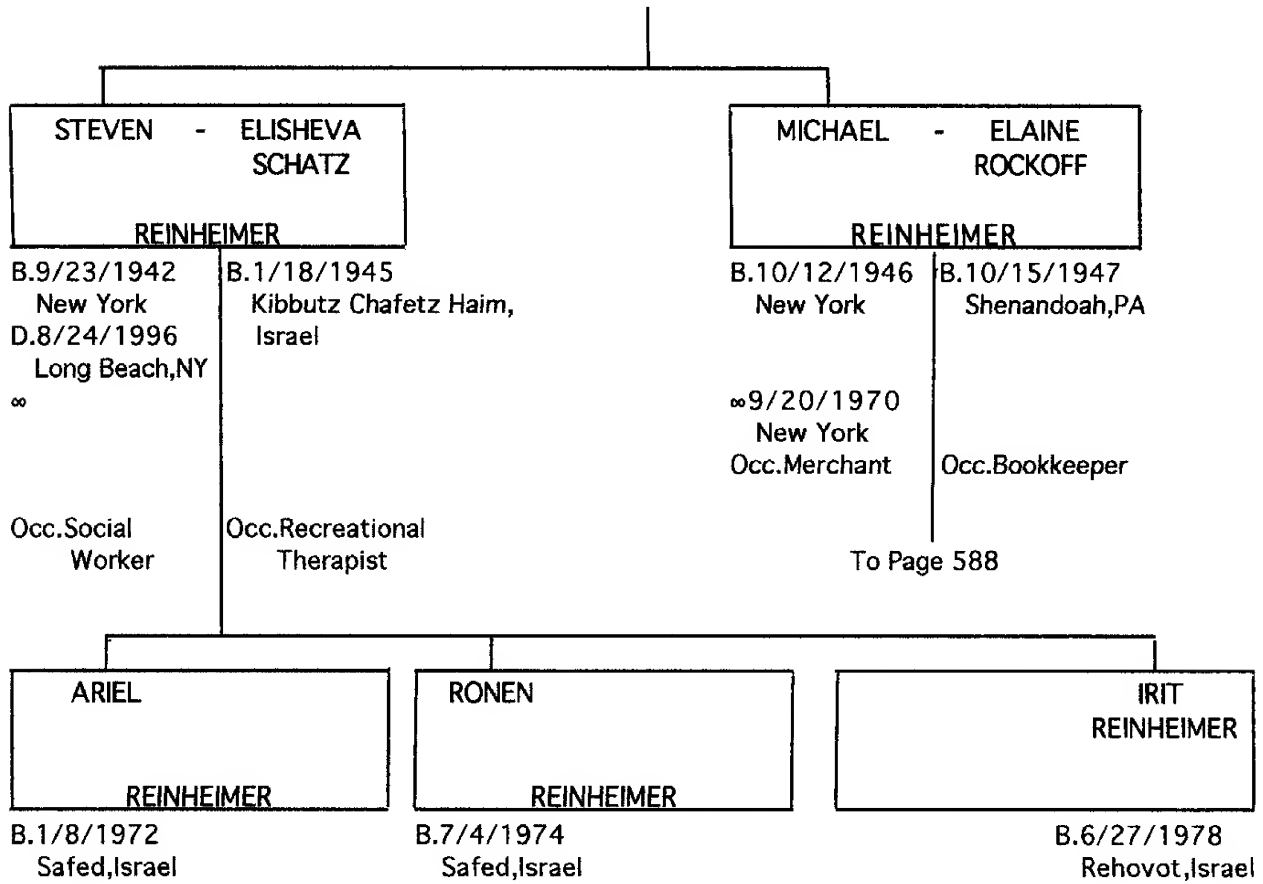 STEVEN - ELISHEVA
SCHATZ
REINHEIMER
B.9/23/1942
New York
D.8/24/1996
Long Beach,NY
∞
B.1/18/1945
Kibbutz Chafetz Haim,
Israel
Occ.Social
Worker
Occ.Recreational
Therapist
MICHAEL - ELAINE
ROCKOFF
REINHEIMER
B.10/12/1946
New York
∞9/20/1970
New York
Occ.Merchant
B.10/15/1947
Shenandoah,PA
Occ.Bookkeeper
To Page 588
ARIEL
REINHEIMER
B.1/8/1972
Safed,Israel
RONEN
REINHEIMER
B.7/4/1974
Safed,Israel
IRIT
REINHEIMER
B.6/27/1978
Rehovot,Israel